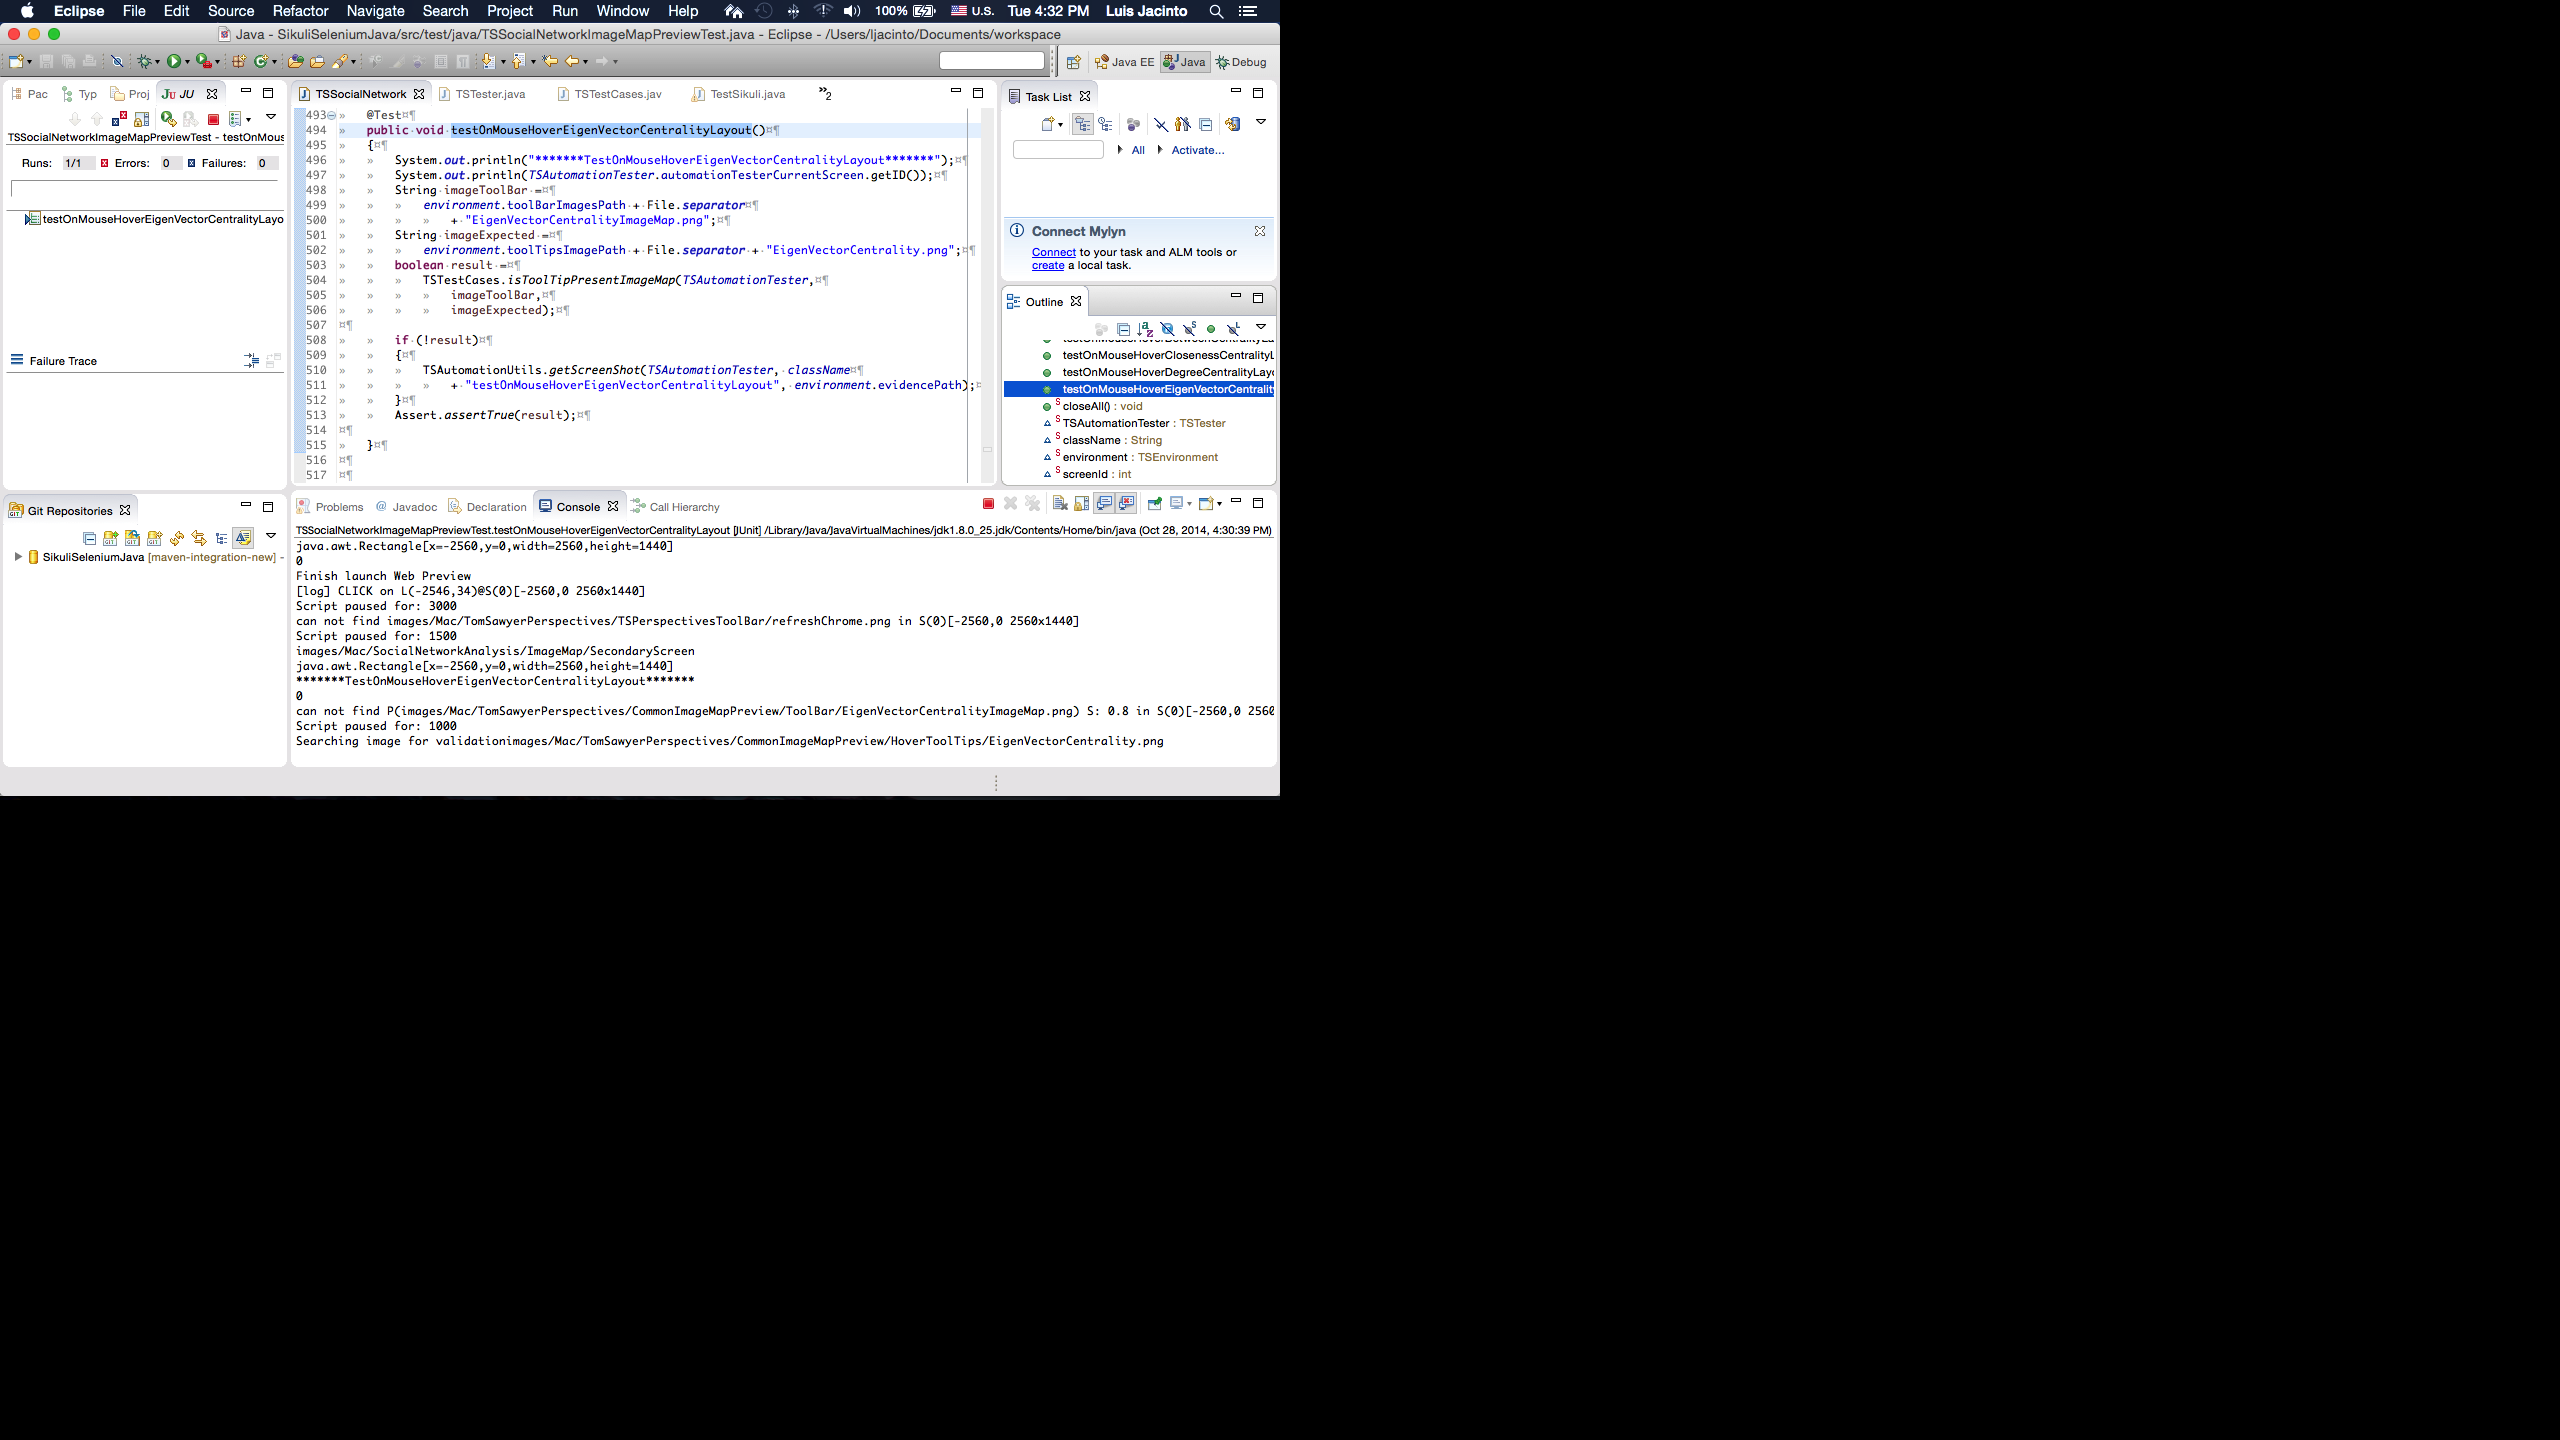 Eclipse File Edit Source Refactor Navigate Search Project Run Window Help 100% U.S. Tue 4:32 PM Luis Jacinto
Java - SikuliSeleniumJava/src/test/java/TSSocialNetworkImageMapPreviewTest.java - Eclipse - /Users/ljacinto/Documents/workspace
Java EE Java Debug
Pac Typ Proj JU
TSSocialNetworkImageMapPreviewTest - testOnMous
Runs: 1/1 Errors: 0 Failures: 0
testOnMouseHoverEigenVectorCentralityLayo
Failure Trace
TSSocialNetwork TSTester.java TSTestCases.jav TestSikuli.java 2
493 @Test
494 public void testOnMouseHoverEigenVectorCentralityLayout()
495 {
496 System.out.println("*******TestOnMouseHoverEigenVectorCentralityLayout*******");
497 System.out.println(TSAutomationTester.automationTesterCurrentScreen.getID());
498 String imageToolBar =
499 environment.toolBarImagesPath + File.separator
500 + "EigenVectorCentralityImageMap.png";
501 String imageExpected =
502 environment.toolTipsImagePath + File.separator + "EigenVectorCentrality.png";
503 boolean result =
504 TSTestCases.isToolTipPresentImageMap(TSAutomationTester,
505 imageToolBar,
506 imageExpected);
507
508 if (!result)
509 {
510 TSAutomationUtils.getScreenShot(TSAutomationTester, className
511 + "testOnMouseHoverEigenVectorCentralityLayout", environment.evidencePath);
512 }
513 Assert.assertTrue(result);
514
515 }
516
517
Task List
All Activate...
Connect Mylyn
Connect to your task and ALM tools or
create a local task.
Outline
testOnMouseHoverClosenessCentralityL
testOnMouseHoverDegreeCentralityLayo
testOnMouseHoverEigenVectorCentralit
closeAll() : void
TSAutomationTester : TSTester
className : String
environment : TSEnvironment
screenId : int
Git Repositories
SikuliSeleniumJava [maven-integration-new] -
Problems Javadoc Declaration Console Call Hierarchy
TSSocialNetworkImageMapPreviewTest.testOnMouseHoverEigenVectorCentralityLayout [JUnit] /Library/Java/JavaVirtualMachines/jdk1.8.0_25.jdk/Contents/Home/bin/java (Oct 28, 2014, 4:30:39 PM)
java.awt.Rectangle[x=-2560,y=0,width=2560,height=1440]
0
Finish launch Web Preview
[log] CLICK on L(-2546,34)@S(0)[-2560,0 2560x1440]
Script paused for: 3000
can not find images/Mac/TomSawyerPerspectives/TSPerspectivesToolBar/refreshChrome.png in S(0)[-2560,0 2560x1440]
Script paused for: 1500
images/Mac/SocialNetworkAnalysis/ImageMap/SecondaryScreen
java.awt.Rectangle[x=-2560,y=0,width=2560,height=1440]
*******TestOnMouseHoverEigenVectorCentralityLayout*******
0
can not find P(images/Mac/TomSawyerPerspectives/CommonImageMapPreview/ToolBar/EigenVectorCentralityImageMap.png) S: 0.8 in S(0)[-2560,0 2560
Script paused for: 1000
Searching image for validationimages/Mac/TomSawyerPerspectives/CommonImageMapPreview/HoverToolTips/EigenVectorCentrality.png